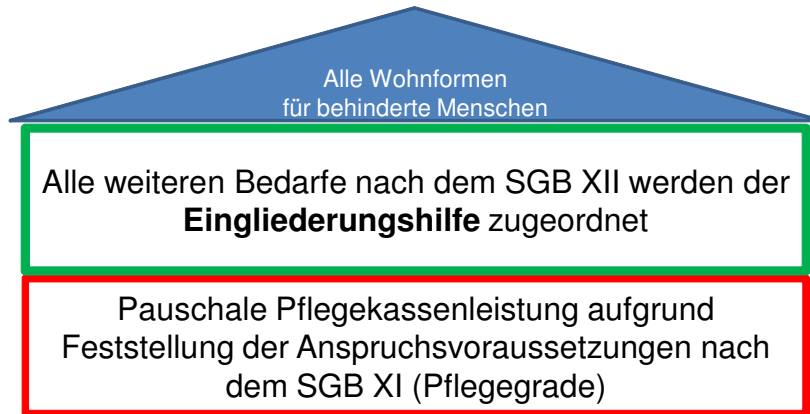 Alle Wohnformen
für behinderte Menschen
Alle weiteren Bedarfe nach dem SGB XII werden der
Eingliederungshilfe zugeordnet
Pauschale Pflegekassenleistung aufgrund
Feststellung der Anspruchsvoraussetzungen nach
dem SGB XI (Pflegegrade)